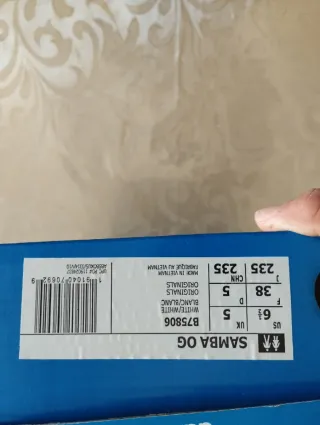 SAMBA OG
US 6½ UK 5
F 38 D 5
J 235 CHN 235
B75806
WHITE/WHITE
BLANC/BLANC
ORIGINALS
ORIGINALS
MADE IN VIETNAM
FABRIQUE AU VIETNAM